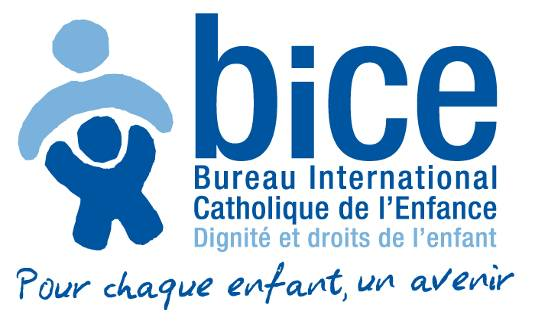 bice
Bureau International
Catholique de l'Enfance
Dignité et droits de l'enfant
Pour chaque enfant, un avenir